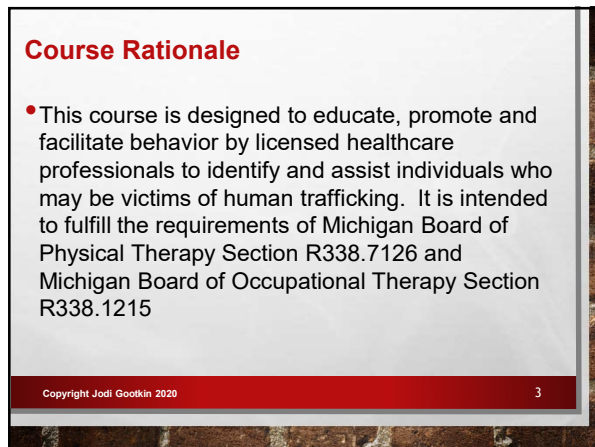 Course Rationale
•This course is designed to educate, promote and
facilitate behavior by licensed healthcare
professionals to identify and assist individuals who
may be victims of human trafficking.  It is intended
to fulfill the requirements of Michigan Board of
Physical Therapy Section R338.7126 and
Michigan Board of Occupational Therapy Section
R338.1215
Copyright Jodi Gootkin 2020
3